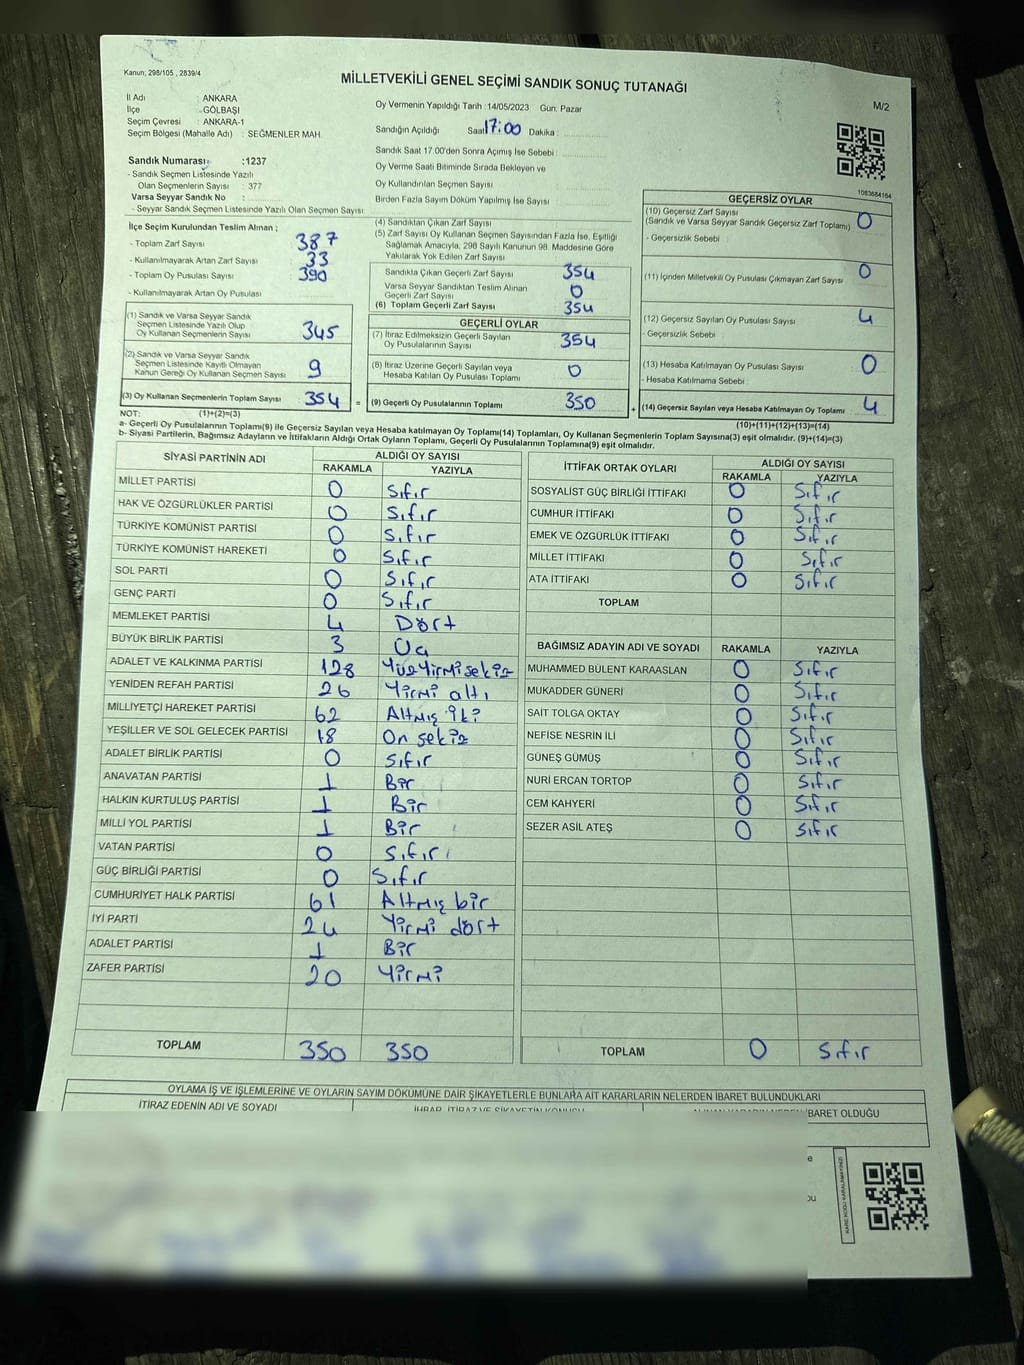 Kanun; 298/105 , 2839/4
MİLLETVEKİLİ GENEL SEÇİMİ SANDIK SONUÇ TUTANAĞI
M/2
İl Adı : ANKARA
İlçe : GÖLBAŞI
Seçim Çevresi : ANKARA-1
Seçim Bölgesi (Mahalle Adı) : SEĞMENLER MAH.
Oy Vermenin Yapıldığı Tarih :14/05/2023 Gün: Pazar
Sandığın Açıldığı Saat 17:00 Dakika :
Sandık Saat 17:00'den Sonra Açımış İse Sebebi :
Oy Verme Saati Bitiminde Sırada Bekleyen ve
Oy Kullandırılan Seçmen Sayısı
Birden Fazla Sayım Döküm Yapılmış İse Sayısı :
Sandık Numarası :1237
- Sandık Seçmen Listesinde Yazılı
Olan Seçmenlerin Sayısı : 377
Varsa Seyyar Sandık No :
- Seyyar Sandık Seçmen Listesinde Yazılı Olan Seçmen Sayısı
1083684164
İlçe Seçim Kurulundan Teslim Alınan ;
- Toplam Zarf Sayısı 387
- Kullanılmayarak Artan Zarf Sayısı : 33
- Toplam Oy Pusulası Sayısı : 390
- Kullanılmayarak Artan Oy Pusulası
(1) Sandık ve Varsa Seyyar Sandık
Seçmen Listesinde Yazılı Olup
Oy Kullanan Seçmenlerin Sayısı 345
(2) Sandık ve Varsa Seyyar Sandık
Seçmen Listesinde Kayıtlı Olmayan
Kanun Gereği Oy Kullanan Seçmen Sayısı 9
(3) Oy Kullanan Seçmenlerin Toplam Sayısı 354 =
(4) Sandıktan Çıkan Zarf Sayısı
(5) Zarf Sayısı Oy Kullanan Seçmen Sayısından Fazla İse, Eşitliği
Sağlamak Amacıyla, 298 Sayılı Kanunun 98. Maddesine Göre
Yakılarak Yok Edilen Zarf Sayısı
Sandıkta Çıkan Geçerli Zarf Sayısı 354
Varsa Seyyar Sandıktan Teslim Alınan
Geçerli Zarf Sayısı 0
(6) Toplam Geçerli Zarf Sayısı 354
GEÇERLİ OYLAR
(7) İtiraz Edilmeksizin Geçerli Sayılan
Oy Pusulalarının Sayısı 354
(8) İtiraz Üzerine Geçerli Sayılan veya
Hesaba Katılan Oy Pusulası Toplamı 0
(9) Geçerli Oy Pusulalarının Toplamı 350 +
GEÇERSİZ OYLAR
(10) Geçersiz Zarf Sayısı
(Sandık ve Varsa Seyyar Sandık Geçersiz Zarf Toplamı) 0
- Geçersizlik Sebebi :
(11) İçinden Milletvekili Oy Pusulası Çıkmayan Zarf Sayısı 0
(12) Geçersiz Sayılan Oy Pusulası Sayısı 4
- Geçersizlik Sebebi :
(13) Hesaba Katılmayan Oy Pusulası Sayısı 0
- Hesaba Katılmama Sebebi :
(14) Geçersiz Sayılan veya Hesaba Katılmayan Oy Toplamı 4
NOT: (1)+(2)=(3)
(10)+(11)+(12)+(13)=(14)
a- Geçerli Oy Pusulalarının Toplamı(9) ile Geçersiz Sayılan veya Hesaba katılmayan Oy Toplamı(14) Toplamları, Oy Kullanan Seçmenlerin Toplam Sayısına(3) eşit olmalıdır. (9)+(14)=(3)
b- Siyasi Partilerin, Bağımsız Adayların ve İttifakların Aldığı Ortak Oyların Toplamı, Geçerli Oy Pusulalarının Toplamına(9) eşit olmalıdır.
SİYASİ PARTİNİN ADI ALDIĞI OY SAYISI
RAKAMLA YAZIYLA
MİLLET PARTİSİ 0 Sıfır
HAK VE ÖZGÜRLÜKLER PARTİSİ 0 Sıfır
TÜRKİYE KOMÜNİST PARTİSİ 0 Sıfır
TÜRKİYE KOMÜNİST HAREKETİ 0 Sıfır
SOL PARTİ 0 Sıfır
GENÇ PARTİ 0 Sıfır
MEMLEKET PARTİSİ 4 Dört
BÜYÜK BİRLİK PARTİSİ 3 Üç
ADALET VE KALKINMA PARTİSİ 128 Yüzyirmisekiz
YENİDEN REFAH PARTİSİ 26 Yirmi altı
MİLLİYETÇİ HAREKET PARTİSİ 62 Altmış iki
YEŞİLLER VE SOL GELECEK PARTİSİ 18 On sekiz
ADALET BİRLİK PARTİSİ 0 Sıfır
ANAVATAN PARTİSİ 1 Bir
HALKIN KURTULUŞ PARTİSİ 1 Bir
MİLLİ YOL PARTİSİ 1 Bir
VATAN PARTİSİ 0 Sıfır
GÜÇ BİRLİĞİ PARTİSİ 0 Sıfır
CUMHURİYET HALK PARTİSİ 61 Altmış bir
İYİ PARTİ 24 Yirmi dört
ADALET PARTİSİ 1 Bir
ZAFER PARTİSİ 20 Yirmi
TOPLAM 350 350
İTTİFAK ORTAK OYLARI ALDIĞI OY SAYISI
RAKAMLA YAZIYLA
SOSYALİST GÜÇ BİRLİĞİ İTTİFAKI 0 Sıfır
CUMHUR İTTİFAKI 0 Sıfır
EMEK VE ÖZGÜRLÜK İTTİFAKI 0 Sıfır
MİLLET İTTİFAKI 0 Sıfır
ATA İTTİFAKI 0 Sıfır
TOPLAM
BAĞIMSIZ ADAYIN ADI VE SOYADI RAKAMLA YAZIYLA
MUHAMMED BÜLENT KARAASLAN 0 Sıfır
MUKADDER GÜNERİ 0 Sıfır
SAİT TOLGA OKTAY 0 Sıfır
NEFİSE NESRİN İLİ 0 Sıfır
GÜNEŞ GÜMÜŞ 0 Sıfır
NURİ ERCAN TORTOP 0 Sıfır
CEM KAHYERİ 0 Sıfır
SEZER ASİL ATEŞ 0 Sıfır
TOPLAM 0 Sıfır
OYLAMA İŞ VE İŞLEMLERİNE VE OYLARIN SAYIM DÖKÜMÜNE DAİR ŞİKAYETLERLE BUNLARA AİT KARARLARIN NELERDEN İBARET BULUNDUKLARI
İTİRAZ EDENİN ADI VE SOYADI İHBAR, İTİRAZ VE ŞİKAYETİN KONUSU İBARET OLDUĞU